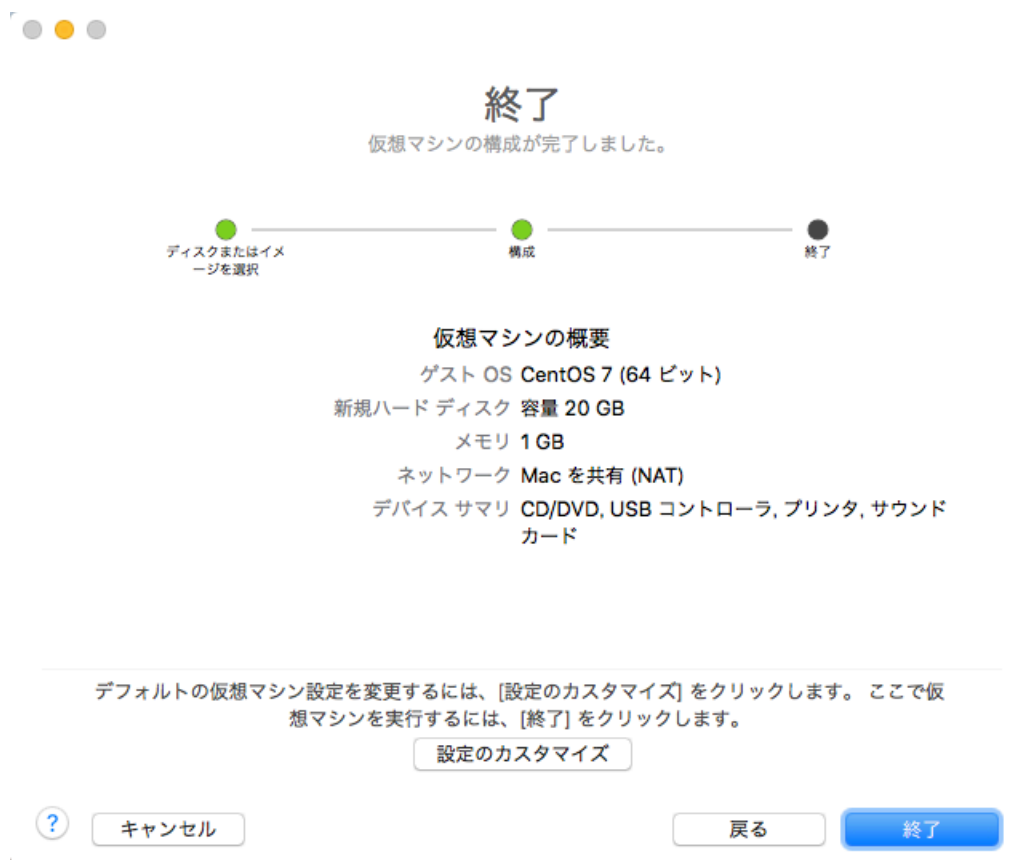 終了
仮想マシンの構成が完了しました。
ディスクまたはイメ
ージを選択
構成
終了
仮想マシンの概要
ゲスト OS CentOS 7 (64 ビット)
新規ハード ディスク 容量 20 GB
メモリ 1 GB
ネットワーク Mac を共有 (NAT)
デバイス サマリ CD/DVD, USB コントローラ, プリンタ, サウンド
カード
デフォルトの仮想マシン設定を変更するには、[設定のカスタマイズ] をクリックします。 ここで仮
想マシンを実行するには、[終了] をクリックします。
設定のカスタマイズ
? キャンセル 戻る 終了